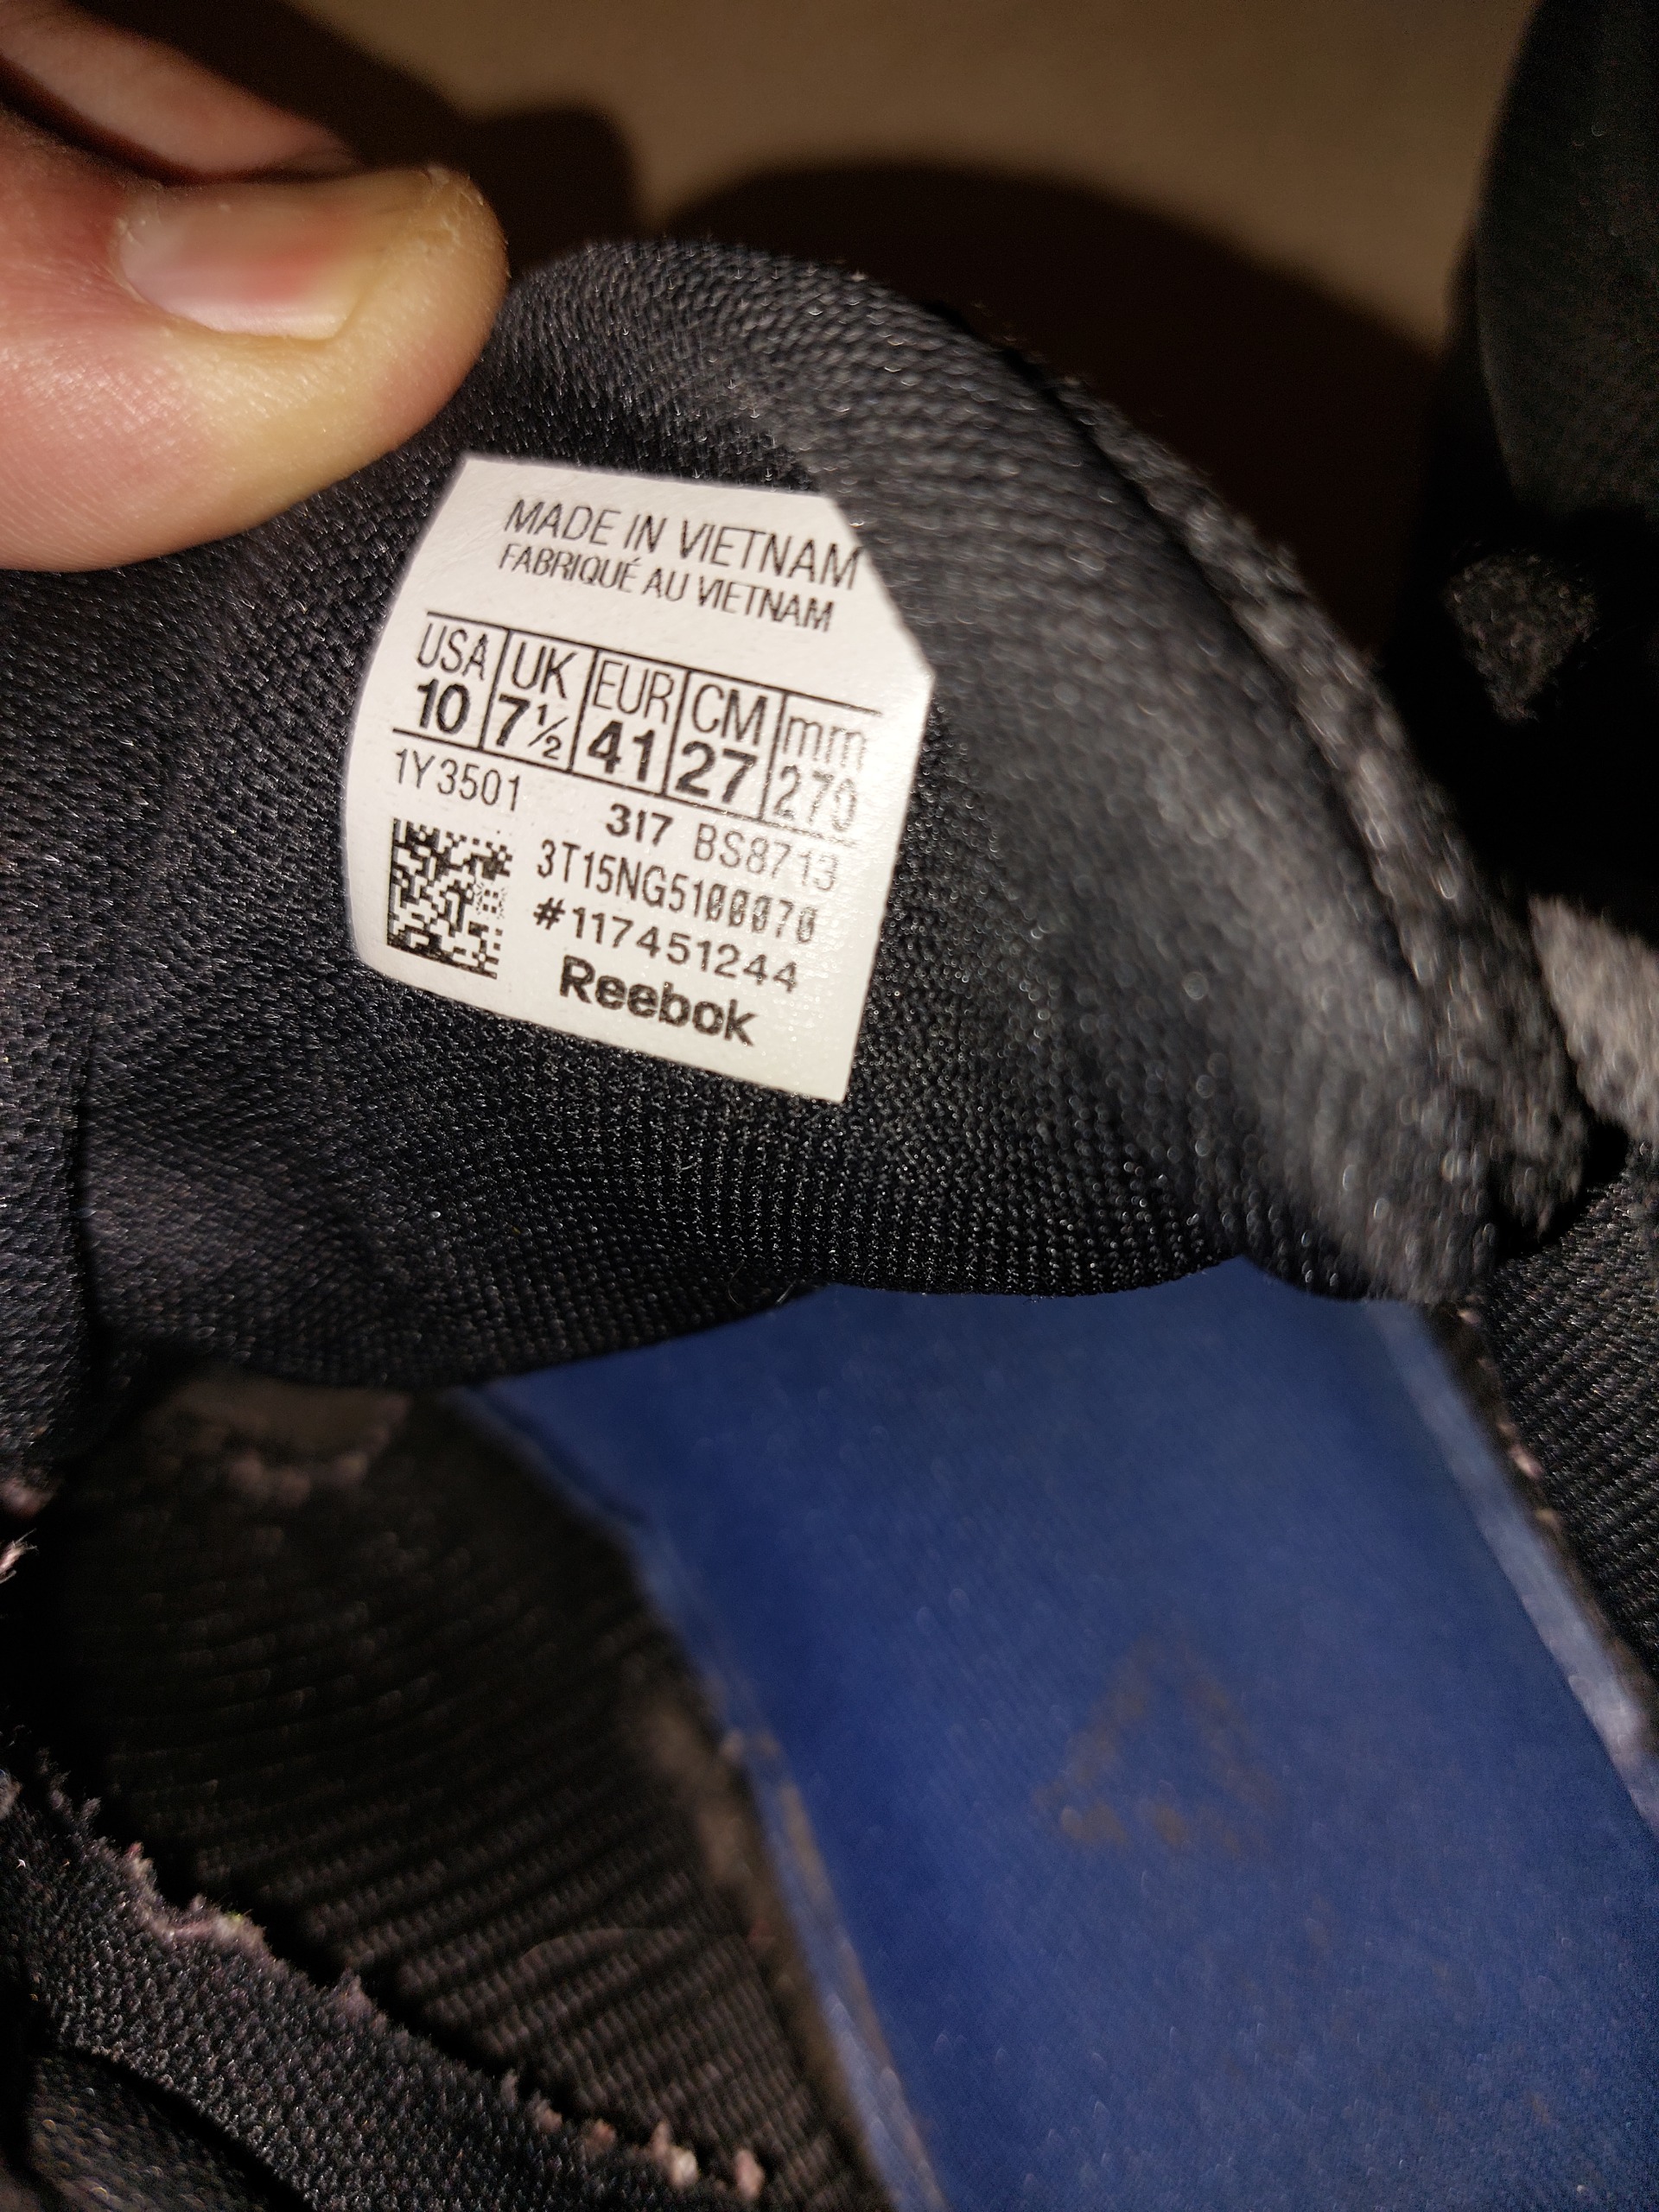 MADE IN VIETNAM
FABRIQUÉ AU VIETNAM
USA UK EUR CM mm
10 7½ 41 27 270
1Y3501
317 BS8713
3T15NG5100070
#117451244
Reebok